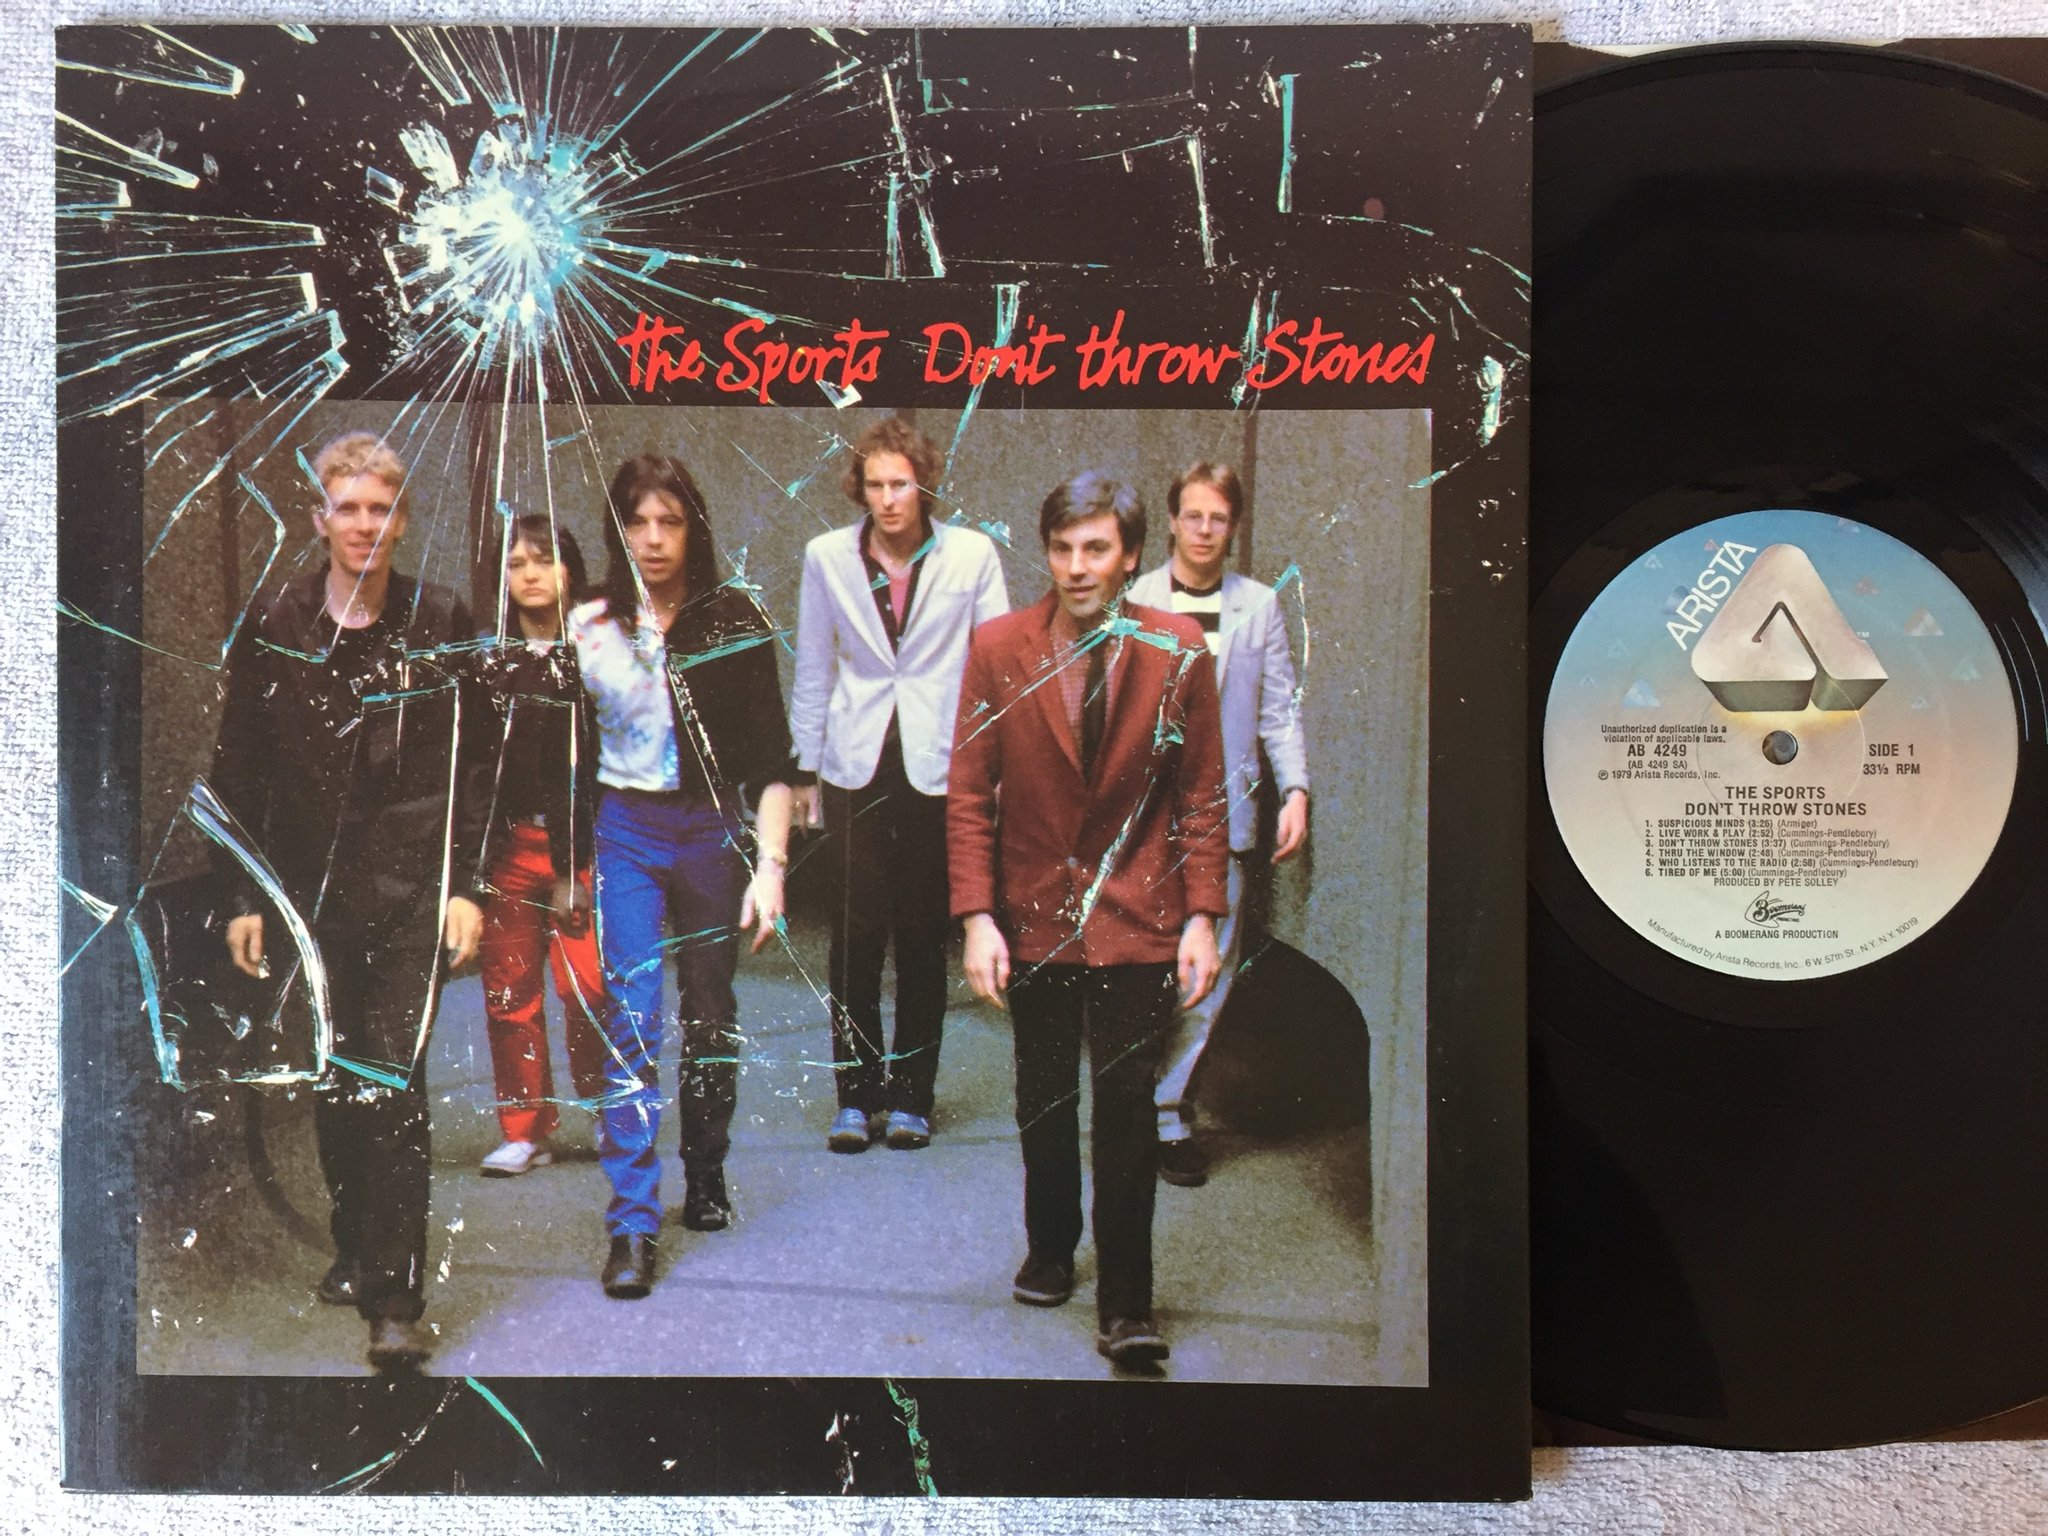 the Sports Don't throw Stones
ARISTA
TM
Unauthorized duplication is a
violation of applicable laws.
AB 4249
(AB 4249 SA)
℗ 1979 Arista Records, Inc.
SIDE 1
33⅓ RPM
THE SPORTS
DON'T THROW STONES
1. SUSPICIOUS MINDS (3:26) (Armiger)
2. LIVE WORK & PLAY (2:52) (Cummings-Pendlebury)
3. DON'T THROW STONES (3:37) (Cummings-Pendlebury)
4. THRU THE WINDOW (2:48) (Cummings-Pendlebury)
5. WHO LISTENS TO THE RADIO (2:58) (Cummings-Pendlebury)
6. TIRED OF ME (5:00) (Cummings-Pendlebury)
PRODUCED BY PETE SOLLEY
Boomerang
PRODUCTIONS
A BOOMERANG PRODUCTION
Manufactured by Arista Records, Inc., 6 W. 57th St., N.Y., N.Y. 10019